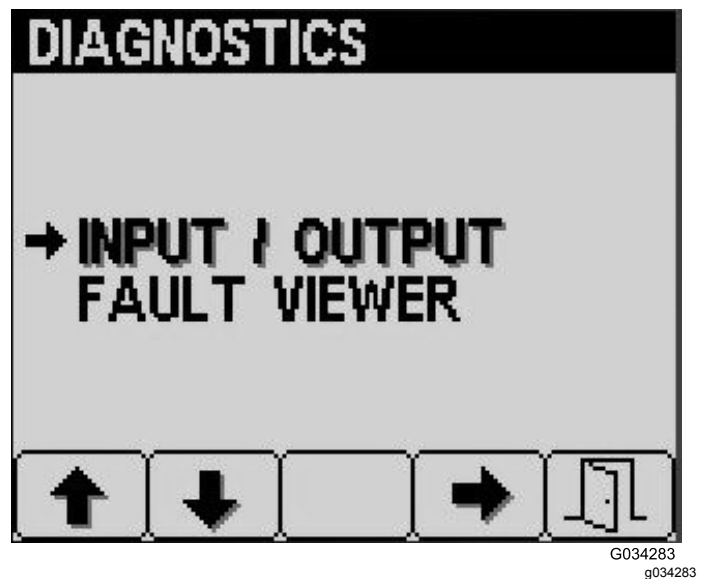 DIAGNOSTICS
INPUT / OUTPUT
FAULT VIEWER
G034283
g034283